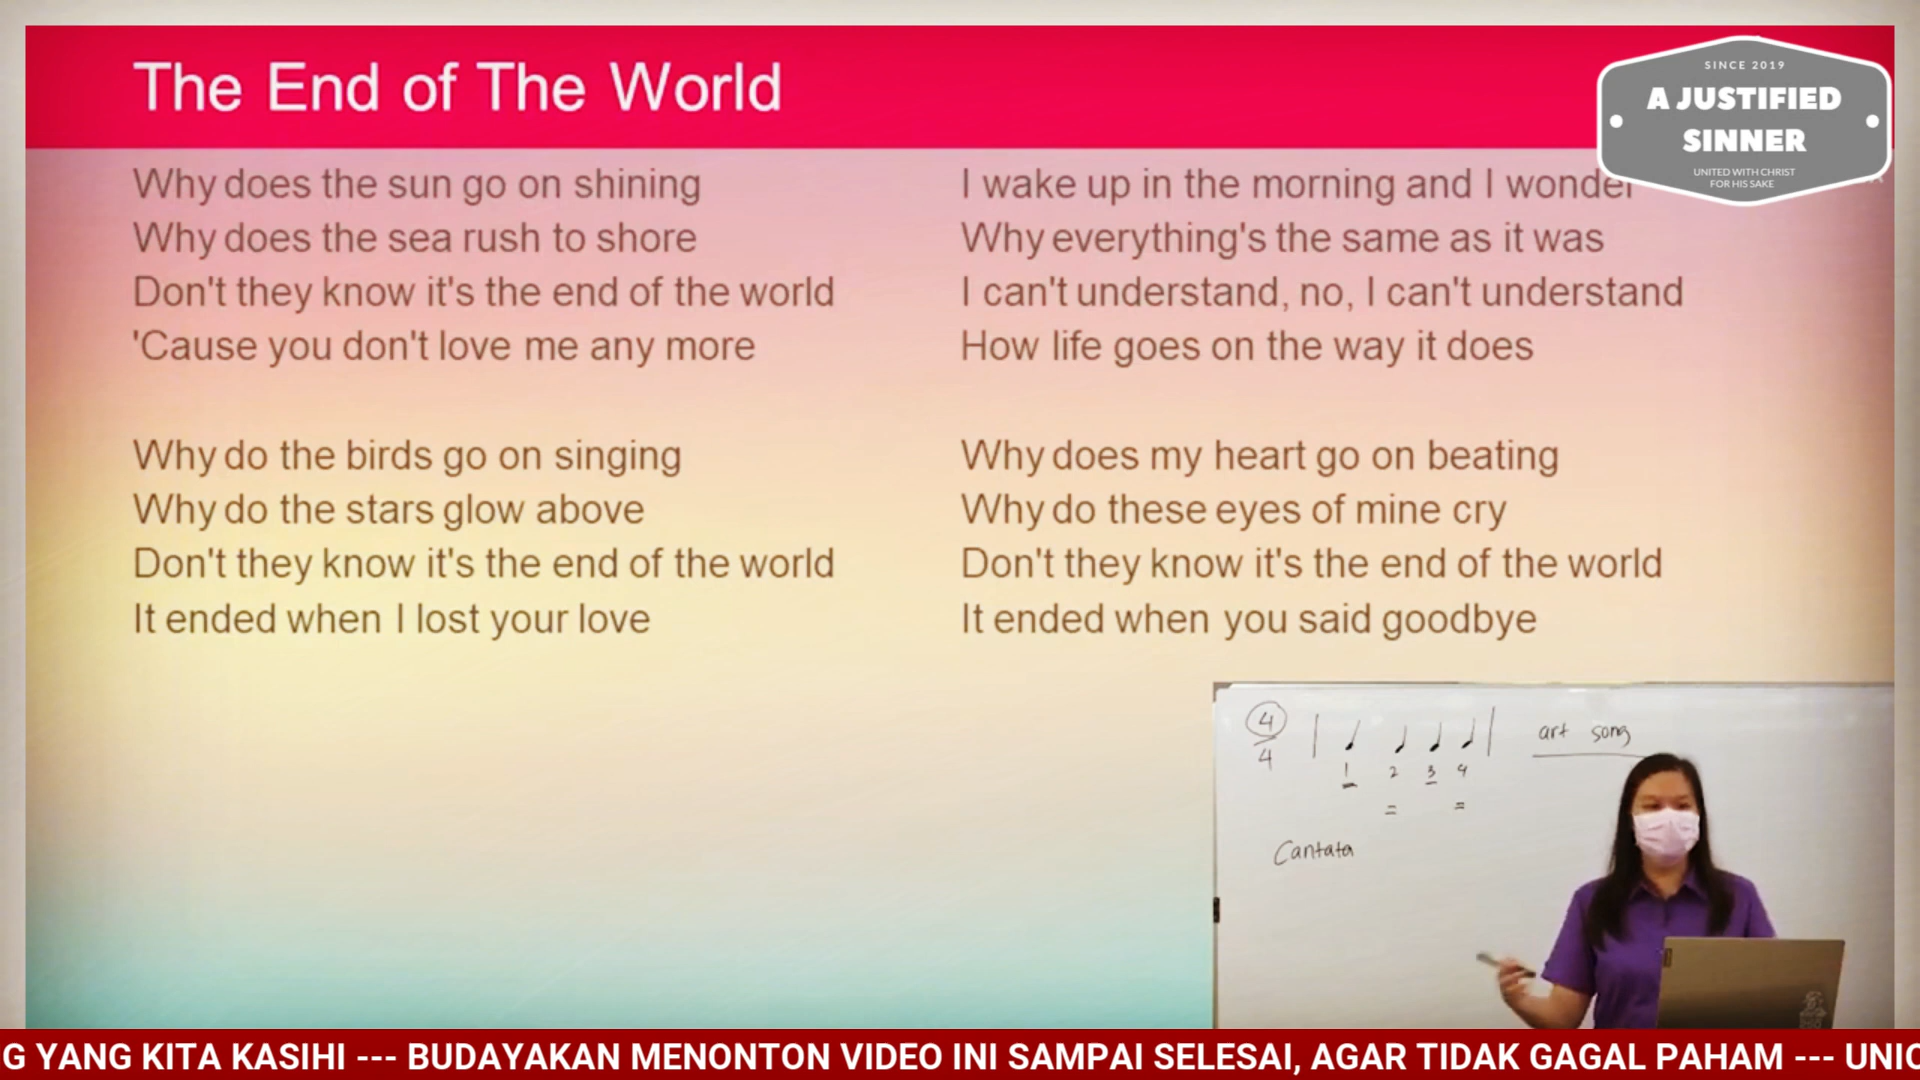 The End of The World
SINCE 2019
A JUSTIFIED
SINNER
UNITED WITH CHRIST
FOR HIS SAKE
Why does the sun go on shining
Why does the sea rush to shore
Don't they know it's the end of the world
'Cause you don't love me any more
Why do the birds go on singing
Why do the stars glow above
Don't they know it's the end of the world
It ended when I lost your love
I wake up in the morning and I wonder
Why everything's the same as it was
I can't understand, no, I can't understand
How life goes on the way it does
Why does my heart go on beating
Why do these eyes of mine cry
Don't they know it's the end of the world
It ended when you said goodbye
4
4
1 2 3 4
= =
art song
Cantata
G YANG KITA KASIHI --- BUDAYAKAN MENONTON VIDEO INI SAMPAI SELESAI, AGAR TIDAK GAGAL PAHAM --- UNIO